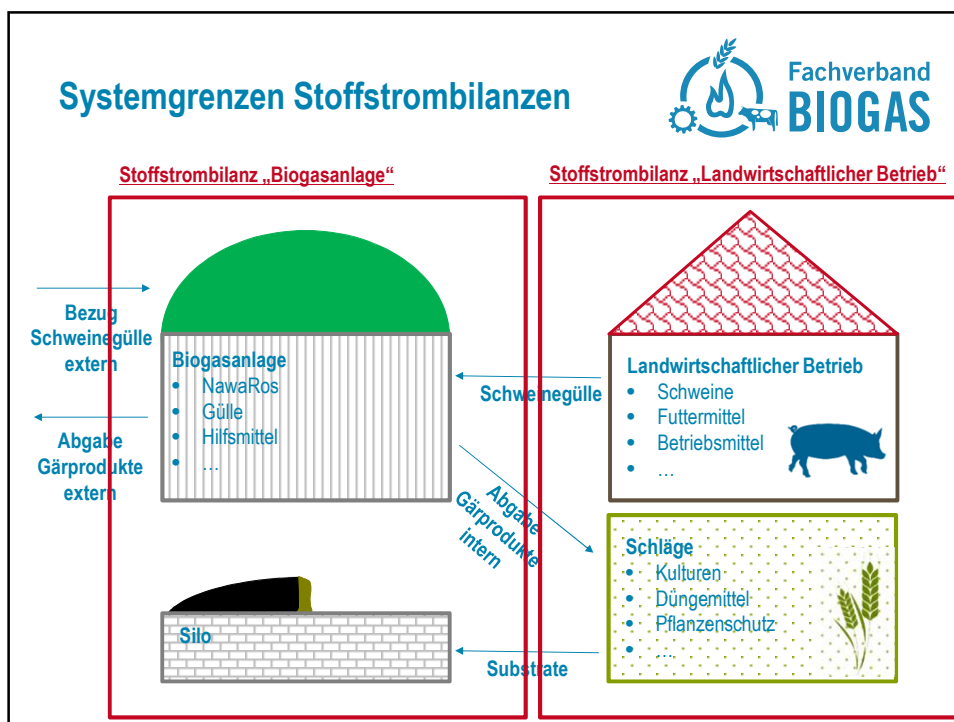 Systemgrenzen Stoffstrombilanzen
Fachverband
BIOGAS
Stoffstrombilanz „Biogasanlage“
Stoffstrombilanz „Landwirtschaftlicher Betrieb“
Bezug
Schweinegülle
extern
Abgabe
Gärprodukte
extern
Biogasanlage
• NawaRos
• Gülle
• Hilfsmittel
• …
Schweinegülle
Landwirtschaftlicher Betrieb
• Schweine
• Futtermittel
• Betriebsmittel
• …
Abgabe
Gärprodukte
intern
Schläge
• Kulturen
• Düngemittel
• Pflanzenschutz
• …
Silo
Substrate